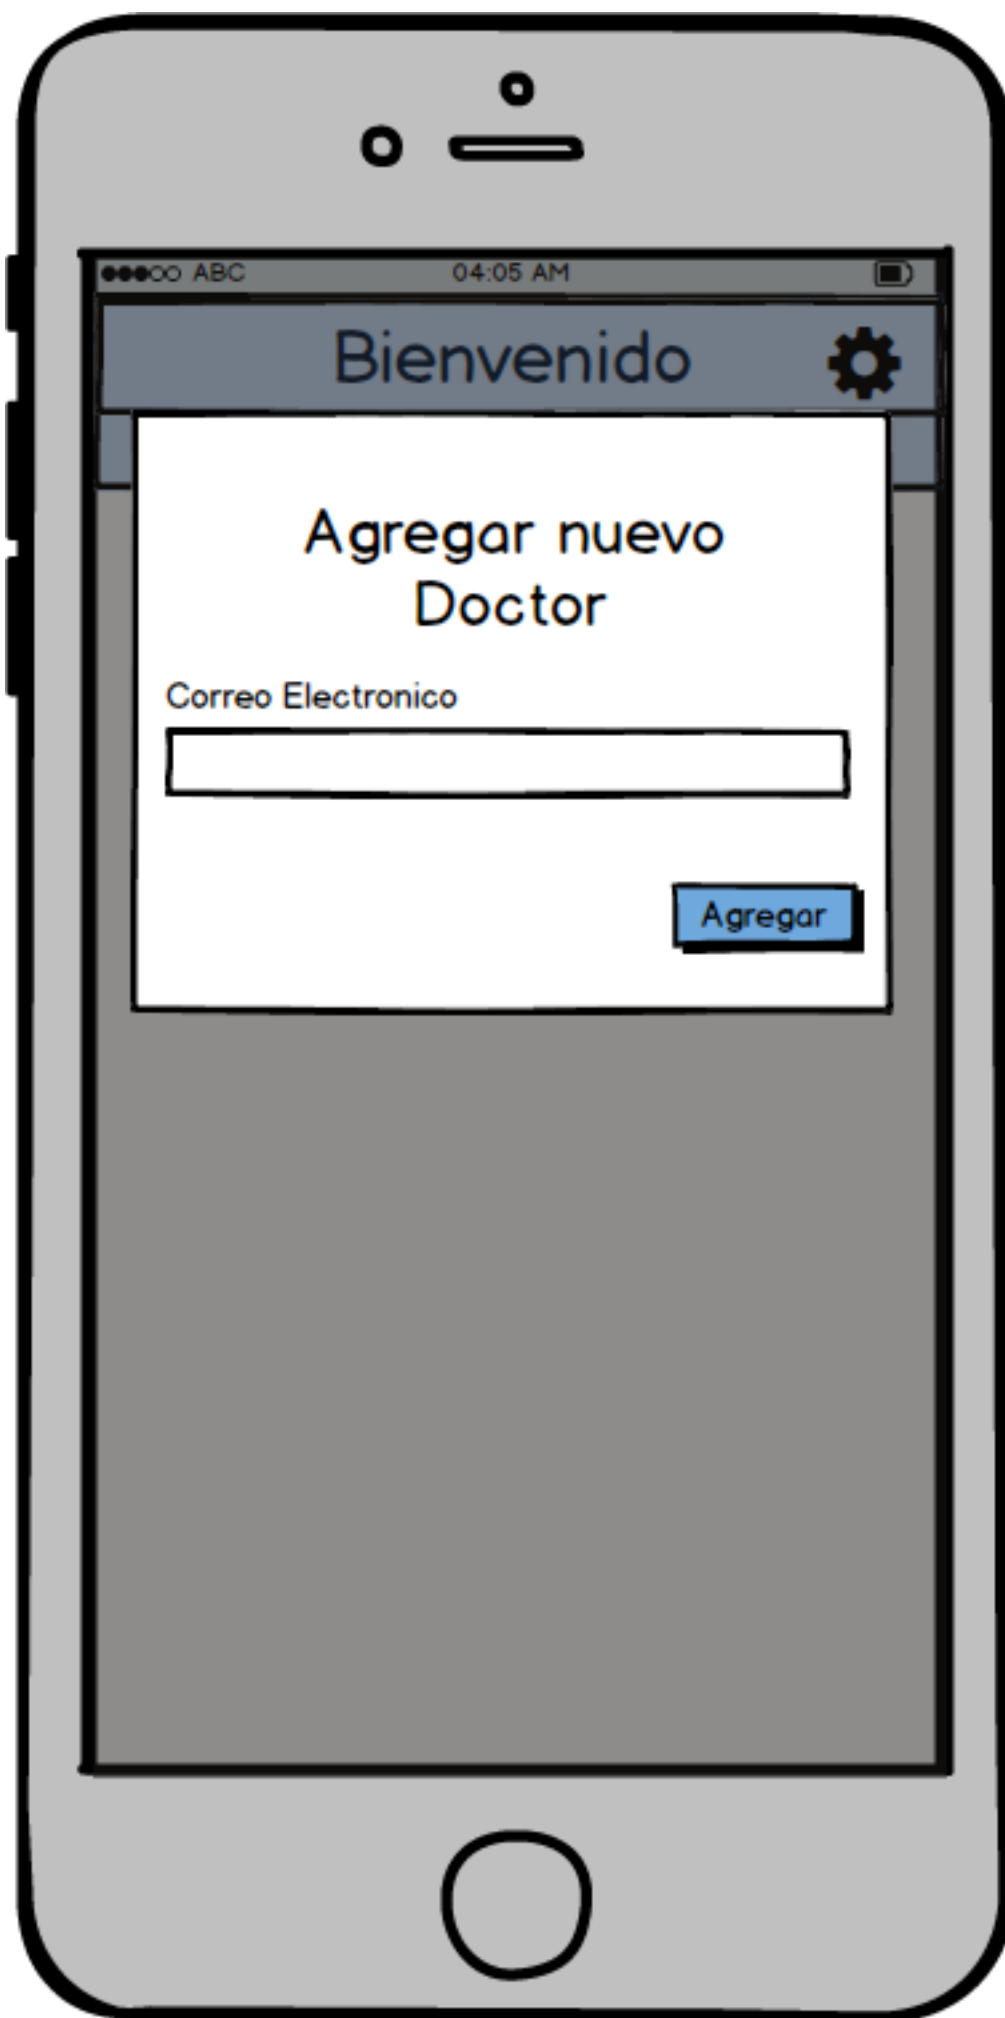 ABC 04:05 AM
Bienvenido
Agregar nuevo
Doctor
Correo Electronico
Agregar